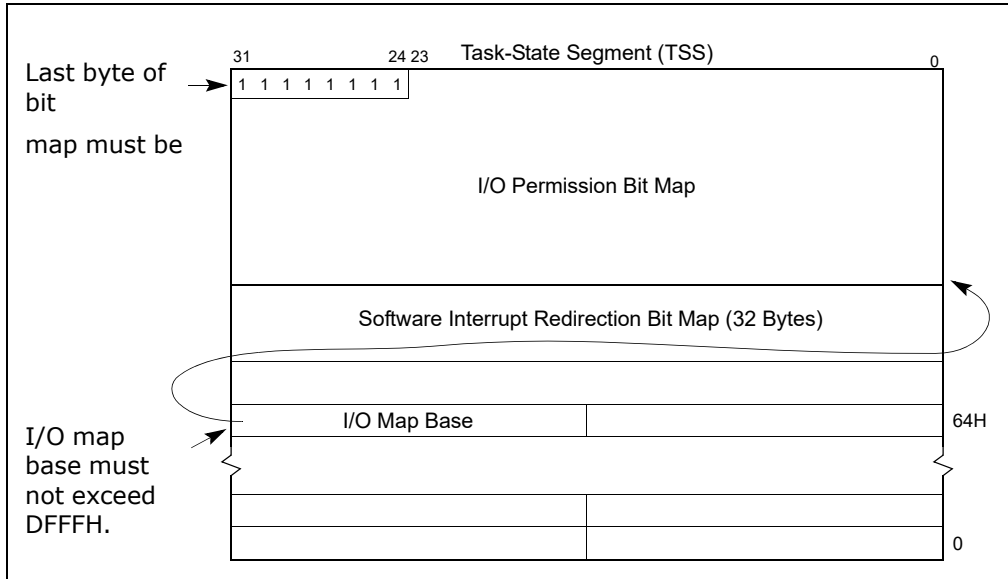 Task-State Segment (TSS)
31
24 23
0
Last byte of
bit
map must be
1 1 1 1 1 1 1 1
I/O Permission Bit Map
Software Interrupt Redirection Bit Map (32 Bytes)
I/O Map Base
64H
I/O map
base must
not exceed
DFFFH.
0